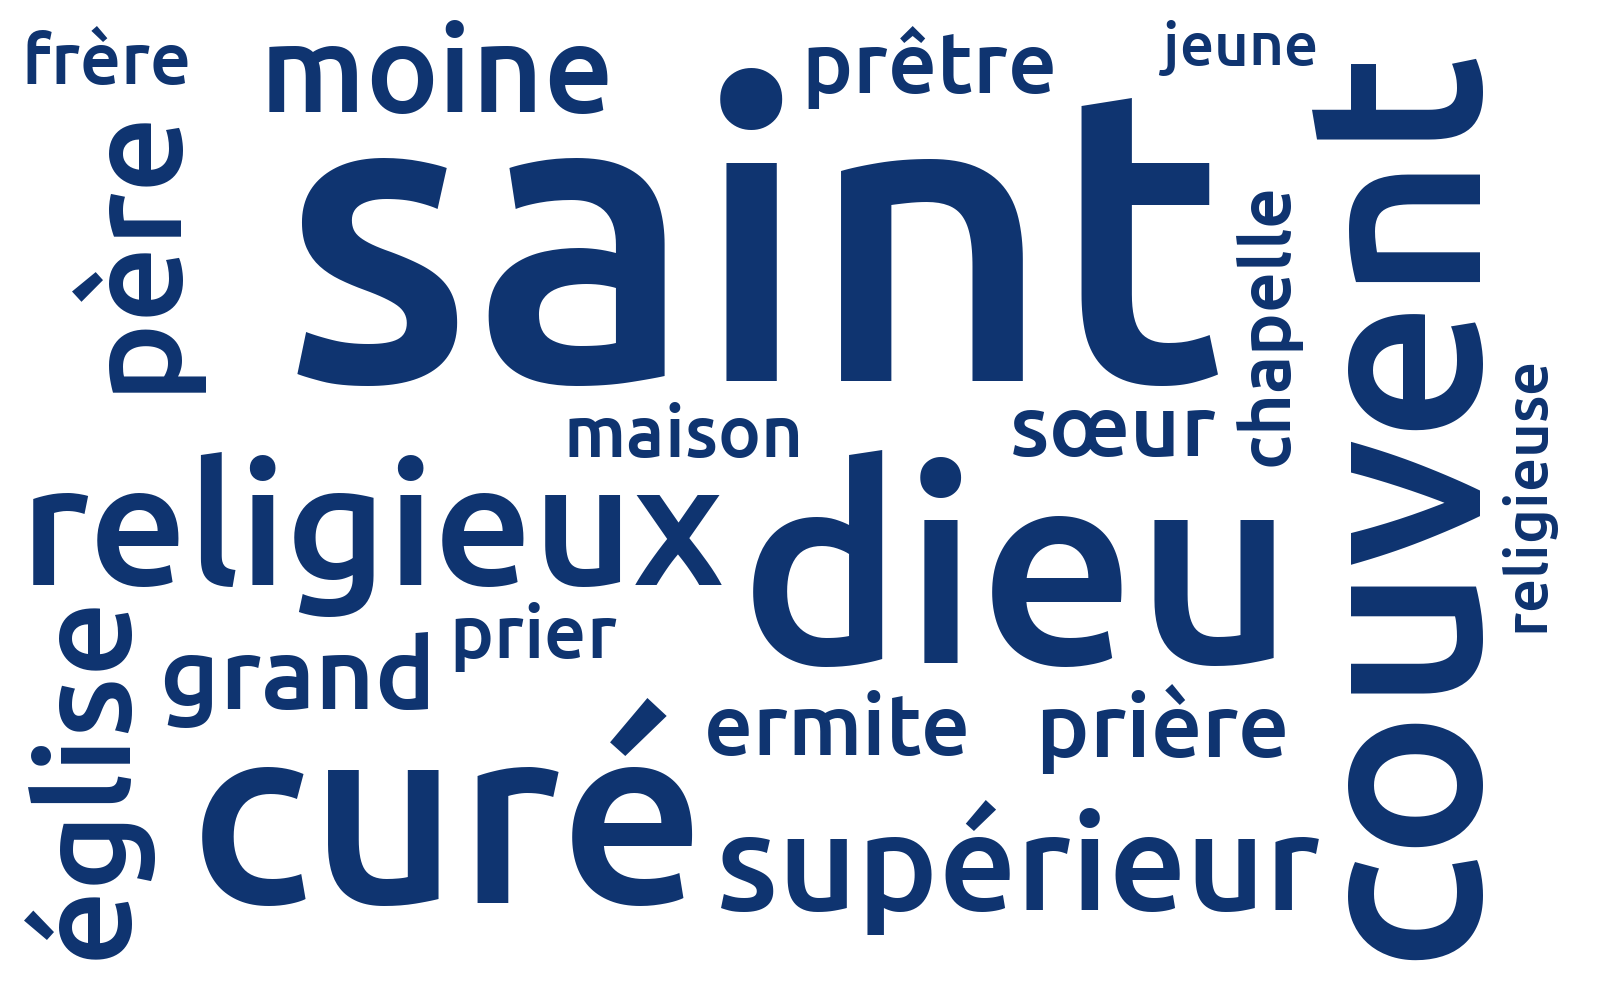 frère
moine
prêtre
jeune
père
saint
chapelle
couvent
maison
sœur
religieuse
religieux
dieu
prier
église
grand
ermite
prière
curé
supérieur